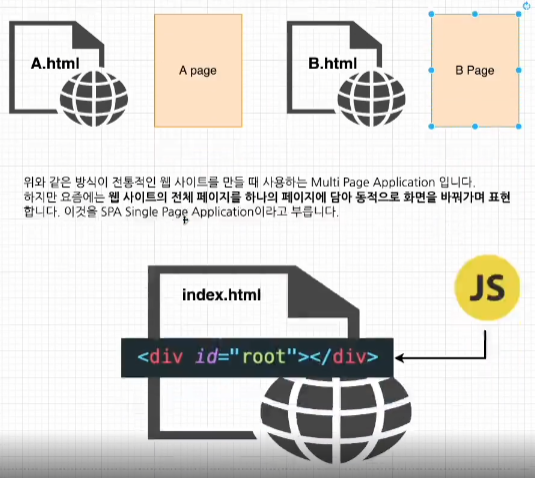 A.html
A page
B.html
B Page
위와 같은 방식이 전통적인 웹 사이트를 만들 때 사용하는 Multi Page Application 입니다.
하지만 요즘에는 웹 사이트의 전체 페이지를 하나의 페이지에 담아 동적으로 화면을 바꿔가며 표현
합니다. 이것을 SPA Single Page Application이라고 부릅니다.
index.html
JS
<div id="root"></div>